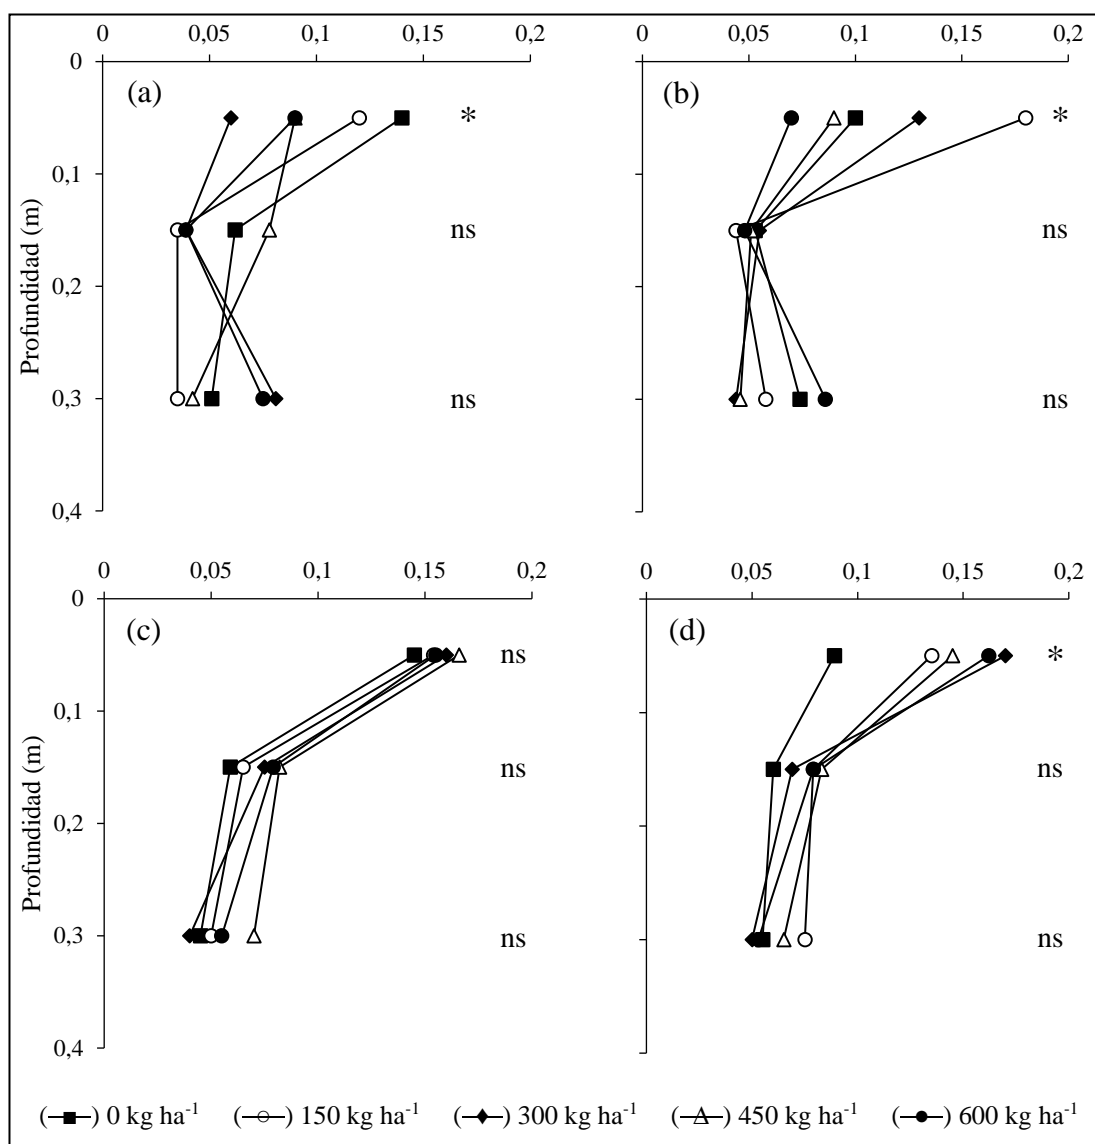 0 0,05 0,1 0,15 0,2
0 0,05 0,1 0,15 0,2
0
(a)
*
(b)
*
0,1
ns
ns
0,2
0,3
ns
ns
0,4
Profundidad (m)
0 0,05 0,1 0,15 0,2
0 0,05 0,1 0,15 0,2
0
(c)
ns
(d)
*
0,1
ns
ns
0,2
0,3
ns
ns
0,4
Profundidad (m)
( ) 0 kg ha-1 ( ) 150 kg ha-1 ( ) 300 kg ha-1 ( ) 450 kg ha-1 ( ) 600 kg ha-1